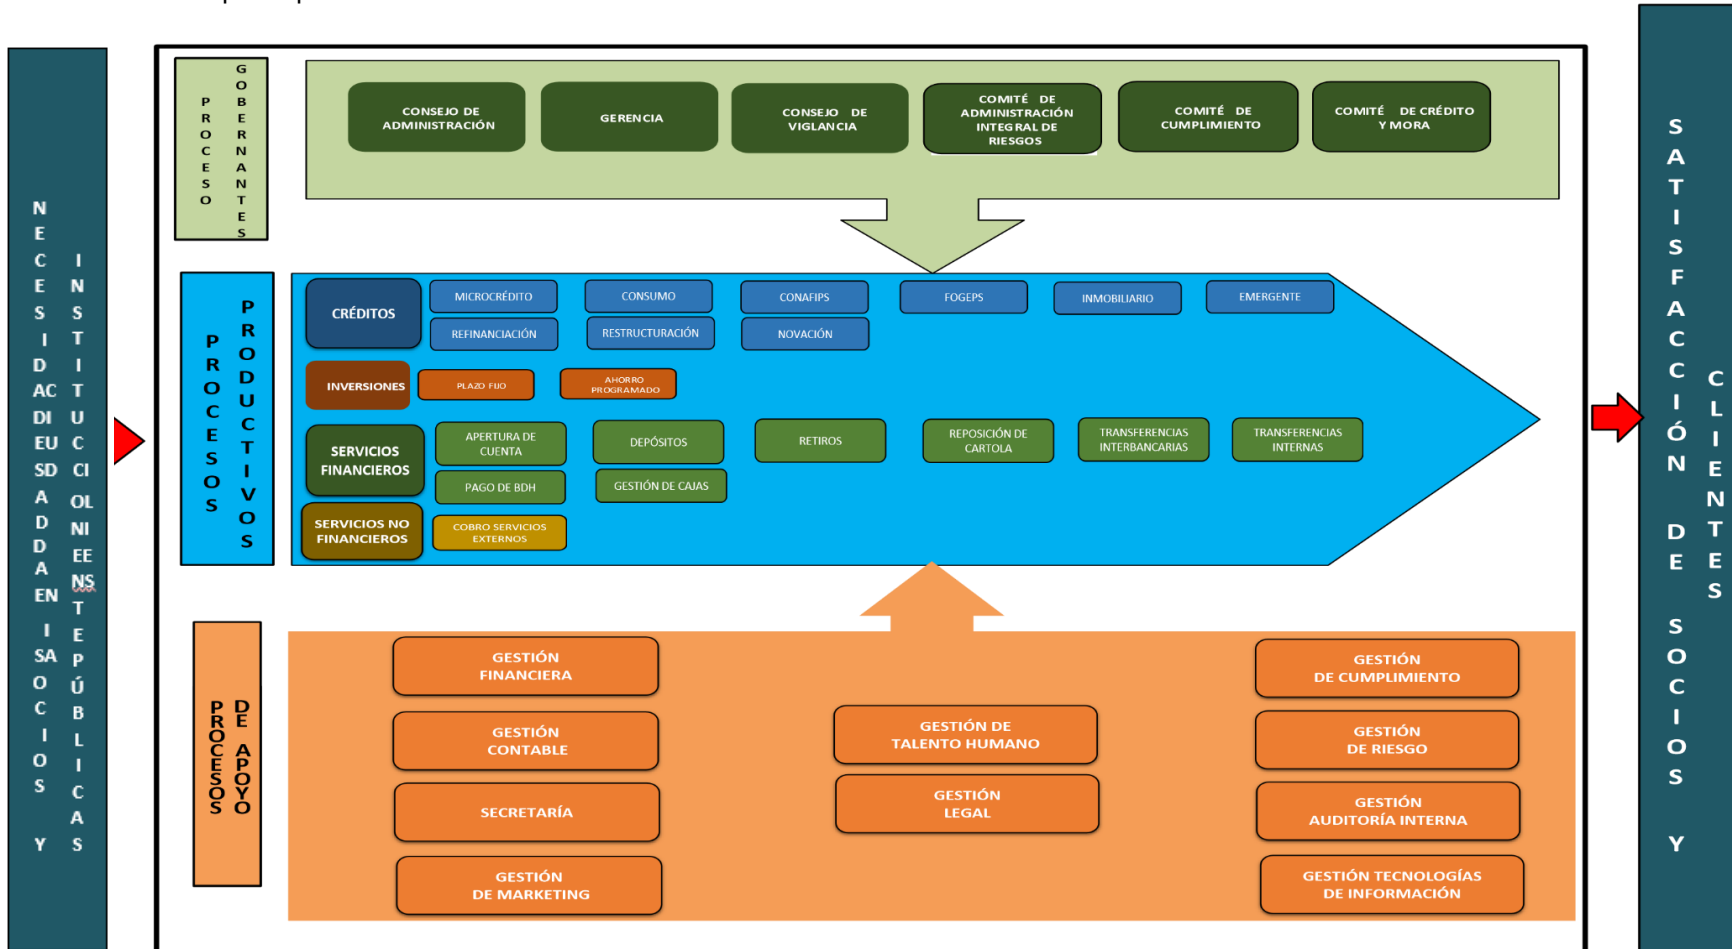 PROCESO
GOBERNANTES
CONSEJO DE
ADMINISTRACIÓN
GERENCIA
CONSEJO DE
VIGLANCIA
COMITÉ DE
ADMINISTRACIÓN
INTEGRAL DE
RIESGOS
COMITÉ DE
CUMPLIMIENTO
COMITÉ DE CRÉDITO
Y MORA
PROCESOS
PRODUCTIVOS
CRÉDITOS
MICROCRÉDITO
CONSUMO
CONAFIPS
FOGEPS
INMOBILIARIO
EMERGENTE
REFINANCIACIÓN
RESTRUCTURACIÓN
NOVACIÓN
INVERSIONES
PLAZO FIJO
AHORRO
PROGRAMADO
SERVICIOS
FINANCIEROS
APERTURA DE
CUENTA
DEPÓSITOS
RETIROS
REPOSICIÓN DE
CARTOLA
TRANSFERENCIAS
INTERBANCARIAS
TRANSFERENCIAS
INTERNAS
PAGO DE BDH
GESTIÓN DE CAJAS
SERVICIOS NO
FINANCIEROS
COBRO SERVICIOS
EXTERNOS
PROCESOS
DE APOYO
GESTIÓN
FINANCIERA
GESTIÓN
CONTABLE
SECRETARÍA
GESTIÓN
DE MARKETING
GESTIÓN DE
TALENTO HUMANO
GESTIÓN
LEGAL
GESTIÓN
DE CUMPLIMIENTO
GESTIÓN
DE RIESGO
GESTIÓN
AUDITORÍA INTERNA
GESTIÓN TECNOLOGÍAS
DE INFORMACIÓN
SATISFACCIÓN DE SOCIOS Y
CLIENTES